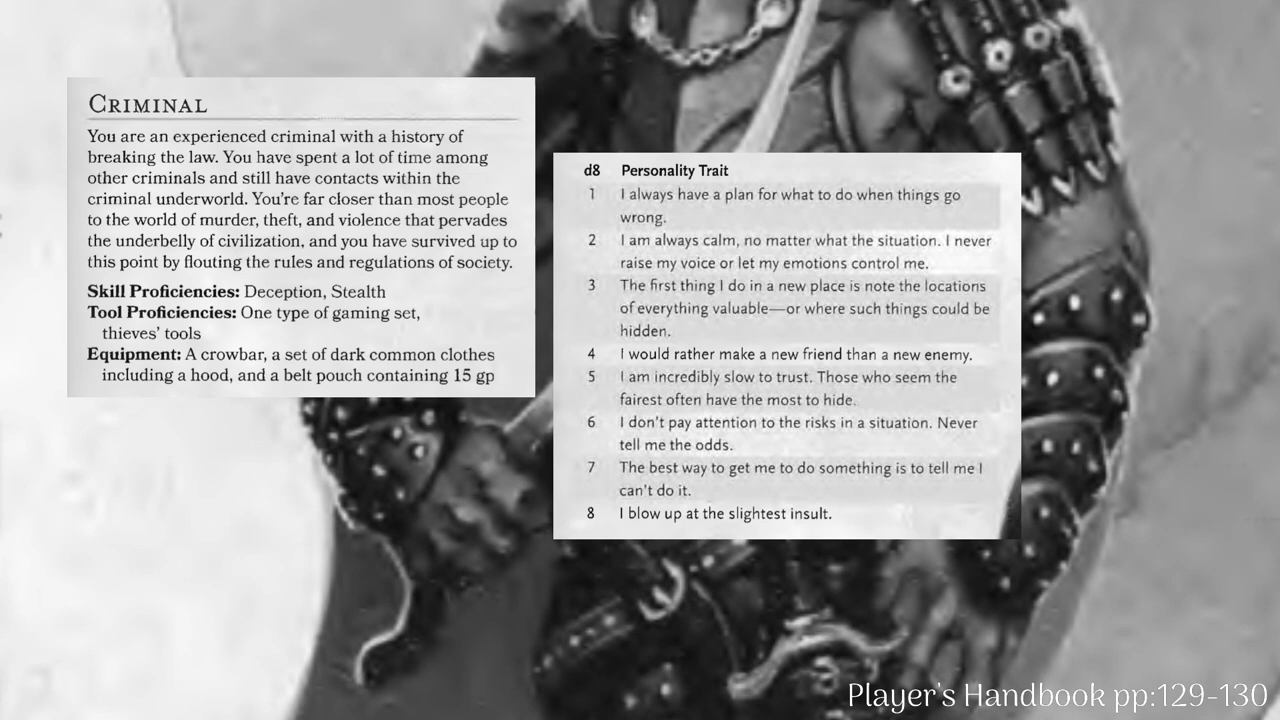 CRIMINAL
You are an experienced criminal with a history of
breaking the law. You have spent a lot of time among
other criminals and still have contacts within the
criminal underworld. You're far closer than most people
to the world of murder, theft, and violence that pervades
the underbelly of civilization, and you have survived up to
this point by flouting the rules and regulations of society.
Skill Proficiencies: Deception, Stealth
Tool Proficiencies: One type of gaming set,
thieves' tools
Equipment: A crowbar, a set of dark common clothes
including a hood, and a belt pouch containing 15 gp
d8 Personality Trait
1 I always have a plan for what to do when things go
wrong.
2 I am always calm, no matter what the situation. I never
raise my voice or let my emotions control me.
3 The first thing I do in a new place is note the locations
of everything valuable—or where such things could be
hidden.
4 I would rather make a new friend than a new enemy.
5 I am incredibly slow to trust. Those who seem the
fairest often have the most to hide.
6 I don't pay attention to the risks in a situation. Never
tell me the odds.
7 The best way to get me to do something is to tell me I
can't do it.
8 I blow up at the slightest insult.
Player's Handbook pp:129-130